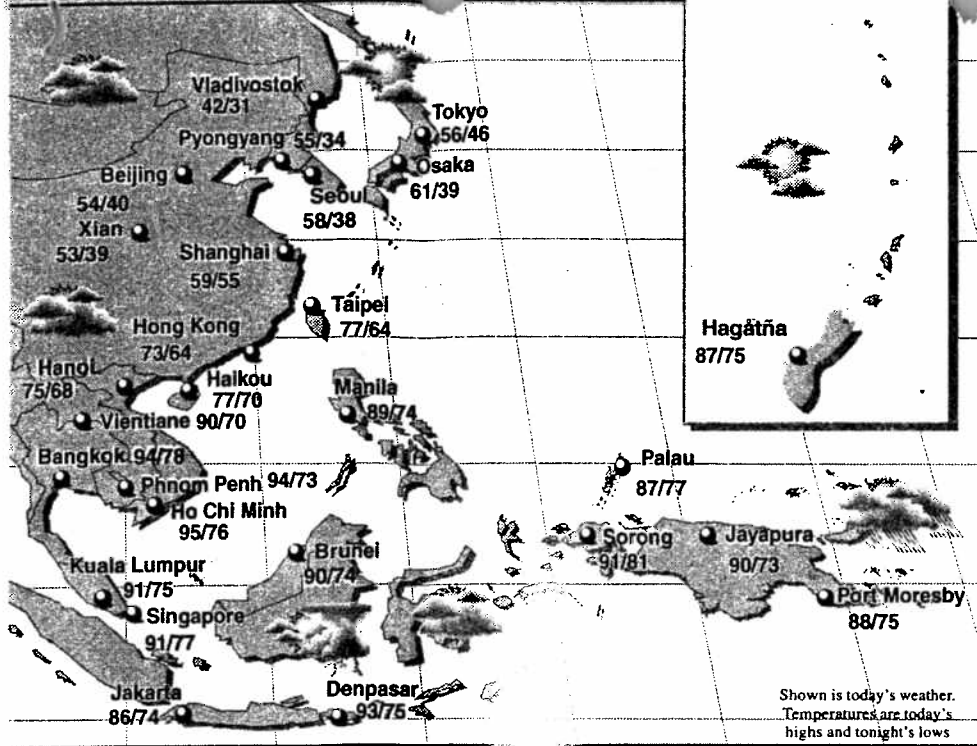 Vladivostok
42/31
Tokyo
56/46
Pyongyang 55/34
Osaka
61/39
Beijing
54/40
Seoul
58/38
Xian
53/39
Shanghai
59/55
Taipei
77/64
Hong Kong
73/64
Hagåtña
87/75
Hanoi
75/68
Haikou
77/70
Manila
89/74
Vientiane 90/70
Bangkok 94/78
Palau
87/77
Phnom Penh 94/73
Ho Chi Minh
95/76
Sorong
91/81
Jayapura
90/73
Brunei
90/74
Kuala Lumpur
91/75
Port Moresby
88/75
Singapore
91/77
Jakarta
86/74
Denpasar
93/75
Shown is today's weather.
Temperatures are today's
highs and tonight's lows